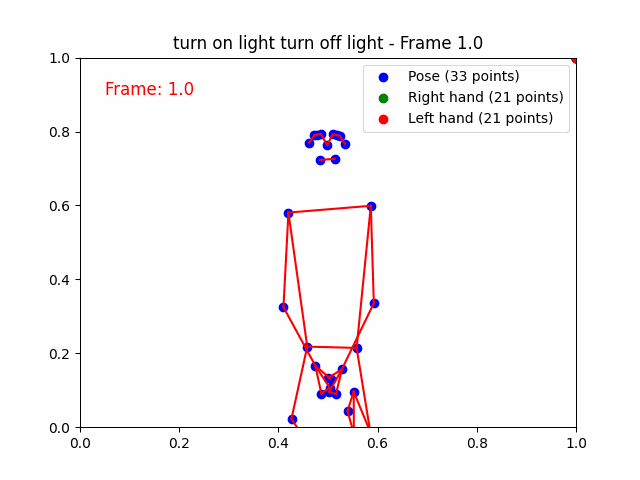 turn on light turn off light - Frame 1.0
Frame: 1.0
Pose (33 points)
Right hand (21 points)
Left hand (21 points)
1.0
0.8
0.6
0.4
0.2
0.0
0.0 0.2 0.4 0.6 0.8 1.0